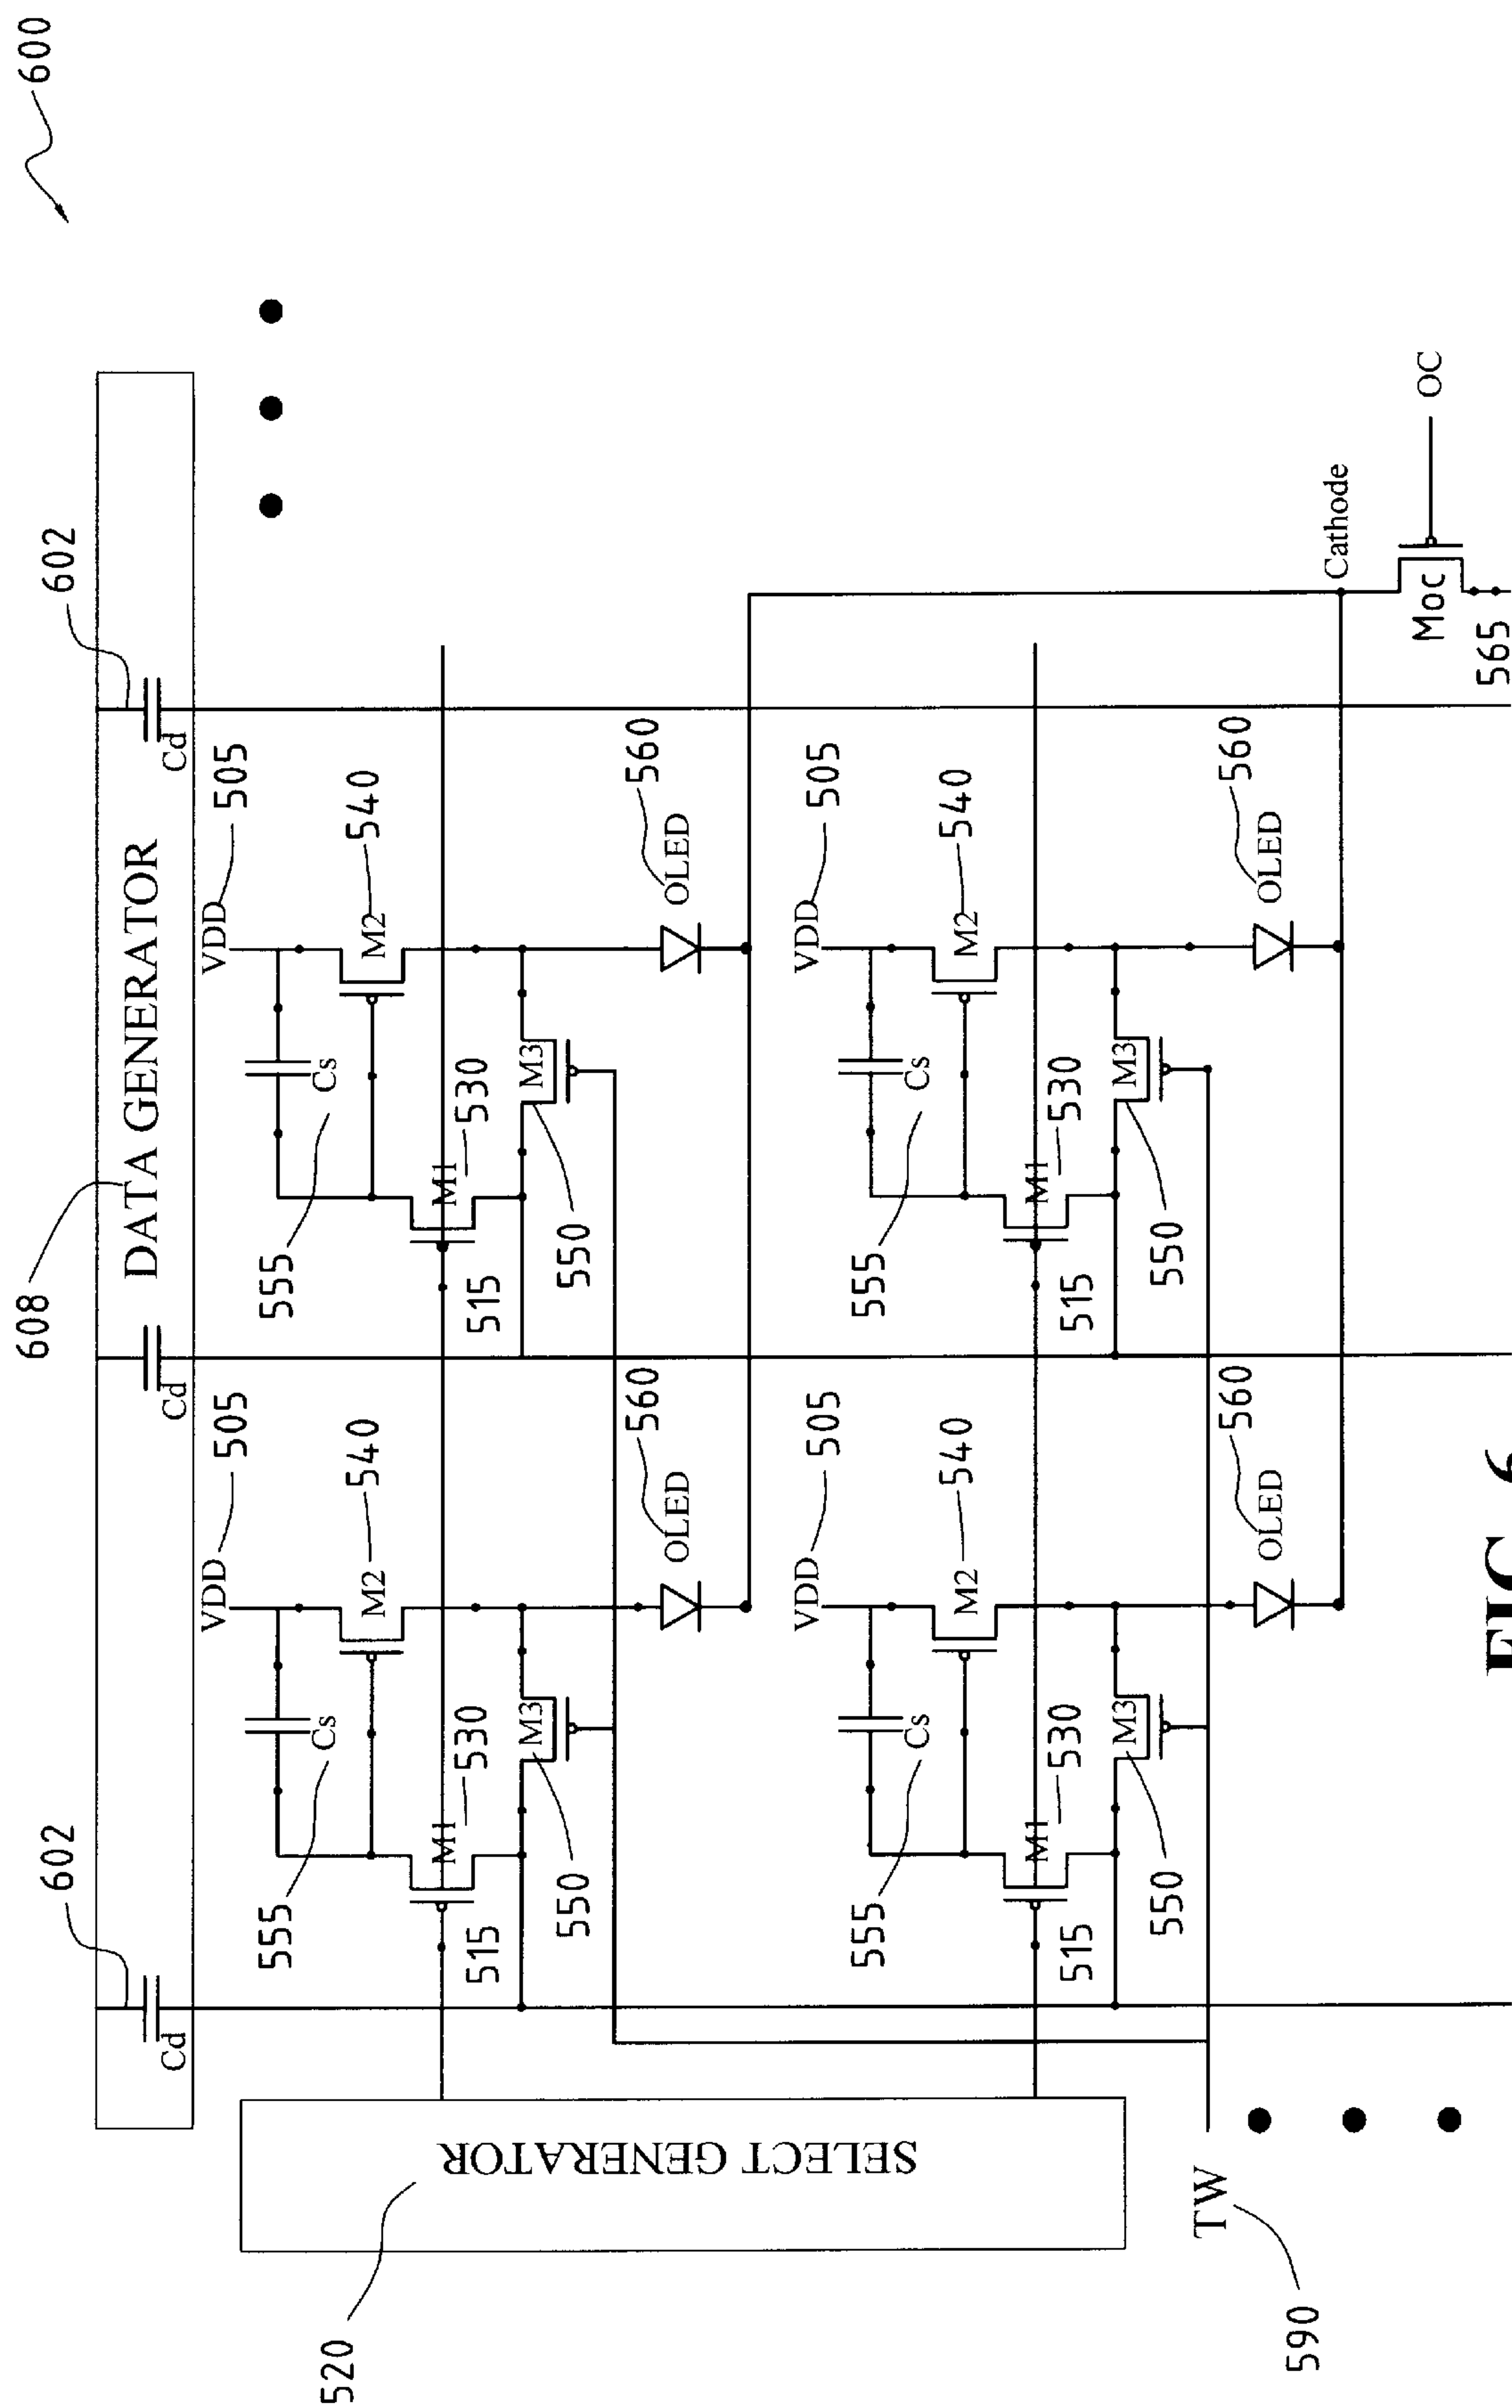 600
602
602
608
DATA GENERATOR
Cd
Cd
Cd
VDD
505
VDD
505
Cs
555
M2
540
Cs
555
M2
540
M1
530
515
M3
550
M1
530
515
M3
550
OLED
560
OLED
560
VDD
505
VDD
505
Cs
555
M2
540
Cs
555
M2
540
M1
530
515
M3
550
M1
530
515
M3
550
OLED
560
OLED
560
SELECT GENERATOR
520
TW
590
Cathode
OC
Moc
565
FIG. 6